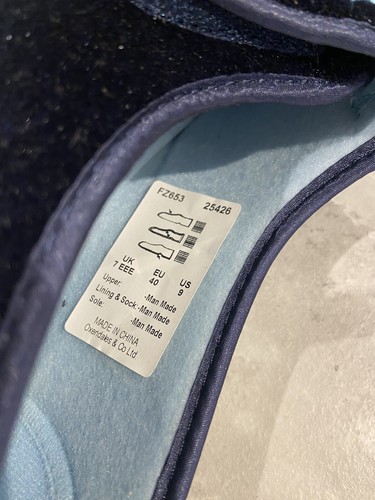 FZ653 25426
UK EU US
7 EEE 40 9
Upper: -Man Made
Lining & Sock:-Man Made
Sole: -Man Made
MADE IN CHINA
Oxendales & Co Ltd